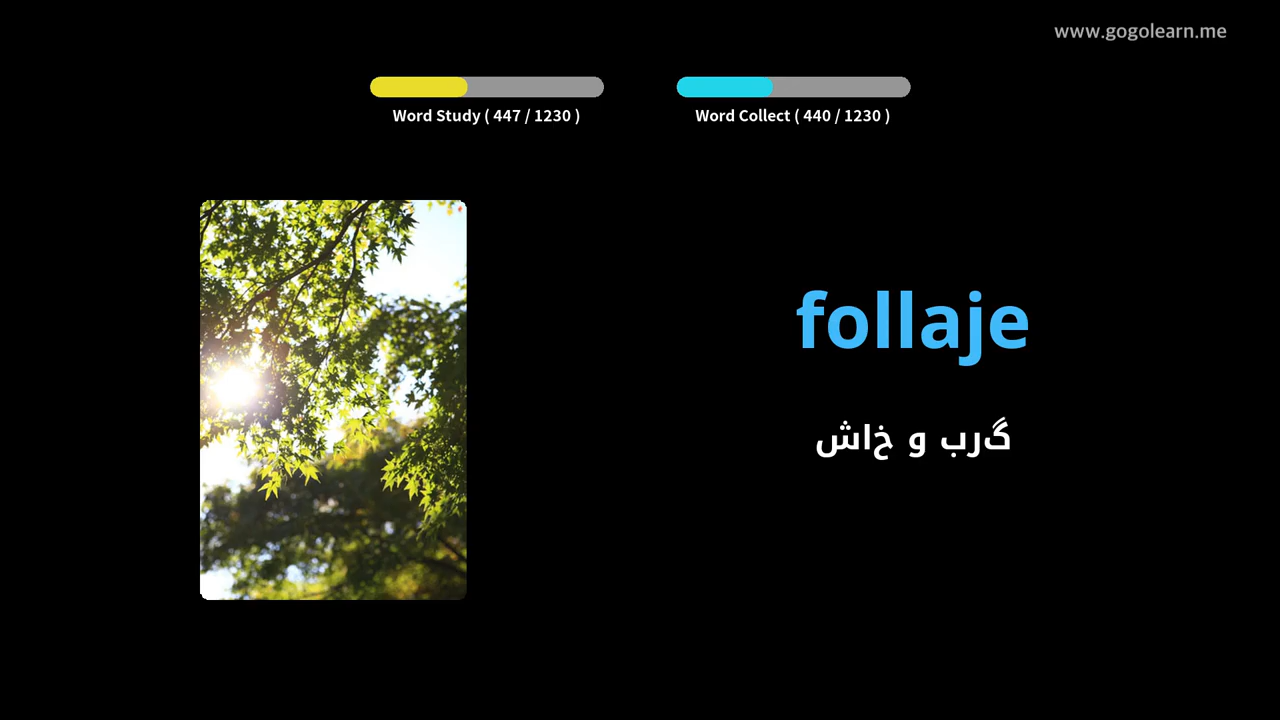 www.gogolearn.me
Word Study ( 447 / 1230 )
Word Collect ( 440 / 1230 )
follaje
گرب و خاش